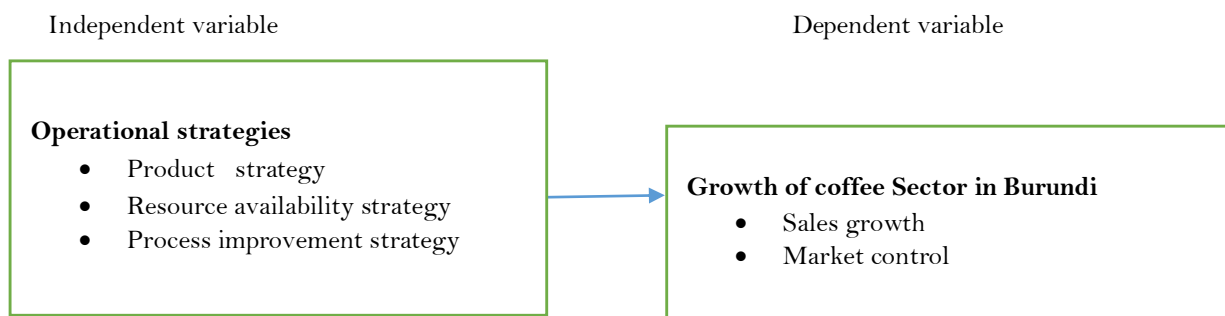 Independent variable
Dependent variable
Operational strategies
• Product strategy
• Resource availability strategy
• Process improvement strategy
Growth of coffee Sector in Burundi
• Sales growth
• Market control